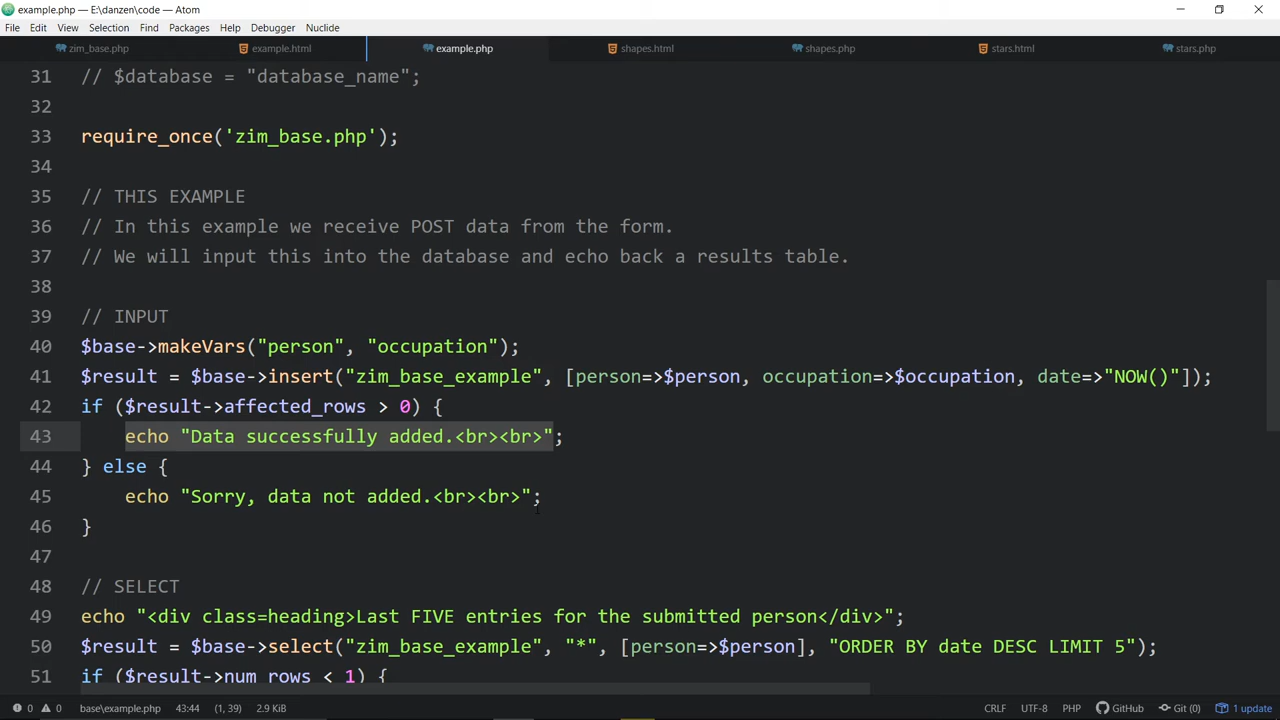 example.php — E:\danzen\code — Atom
File Edit View Selection Find Packages Help Debugger Nuclide
zim_base.php example.html example.php shapes.html shapes.php stars.html stars.php
31 // $database = "database_name";
32
33 require_once('zim_base.php');
34
35 // THIS EXAMPLE
36 // In this example we receive POST data from the form.
37 // We will input this into the database and echo back a results table.
38
39 // INPUT
40 $base->makeVars("person", "occupation");
41 $result = $base->insert("zim_base_example", [person=>$person, occupation=>$occupation, date=>"NOW()"]);
42 if ($result->affected_rows > 0) {
43 echo "Data successfully added.<br><br>";
44 } else {
45 echo "Sorry, data not added.<br><br>";
46 }
47
48 // SELECT
49 echo "<div class=heading>Last FIVE entries for the submitted person</div>";
50 $result = $base->select("zim_base_example", "*", [person=>$person], "ORDER BY date DESC LIMIT 5");
51 if ($result->num_rows < 1) {
0 0 base\example.php 43:44 (1, 39) 2.9 KiB CRLF UTF-8 PHP GitHub Git (0) 1 update